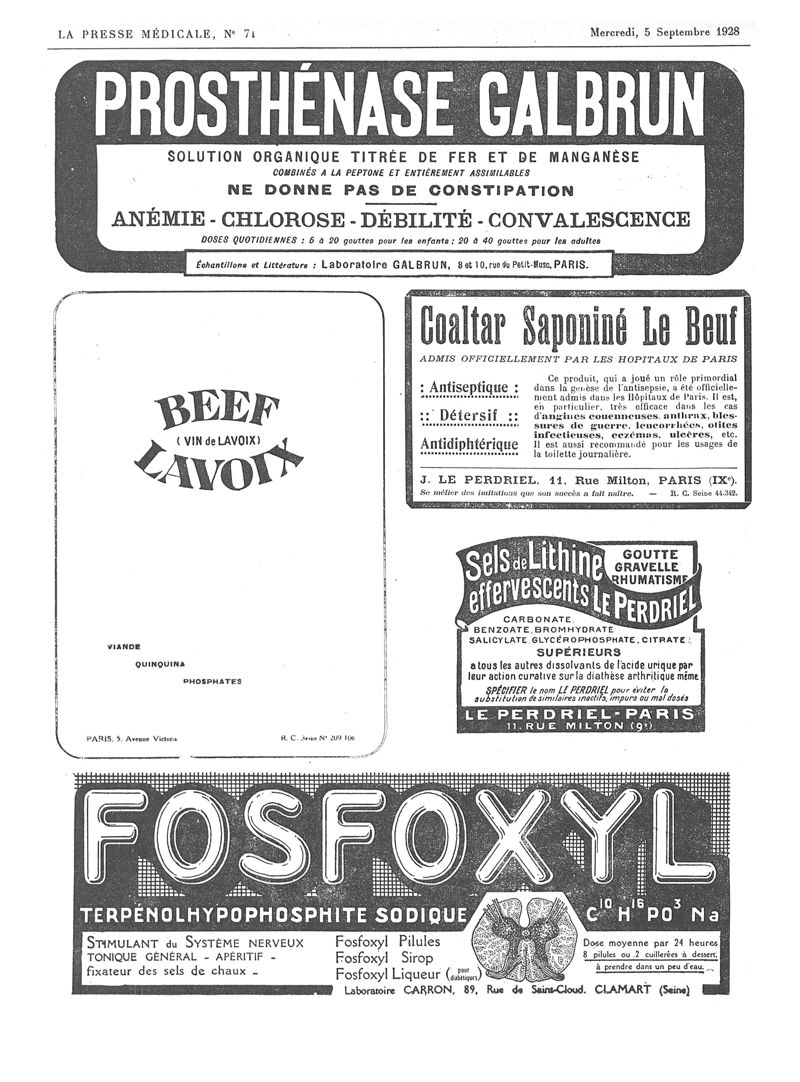 LA PRESSE MÉDICALE, N° 71
Mercredi, 5 Septembre 1928
PROSTHÉNASE GALBRUN
SOLUTION ORGANIQUE TITRÉE DE FER ET DE MANGANÈSE
COMBINÉS A LA PEPTONE ET ENTIÈREMENT ASSIMILABLES
NE DONNE PAS DE CONSTIPATION
ANÉMIE - CHLOROSE - DÉBILITÉ - CONVALESCENCE
DOSES QUOTIDIENNES : 5 à 20 gouttes pour les enfants ; 20 à 40 gouttes pour les adultes
Échantillons et Littérature : Laboratoire GALBRUN, 8 et 10, rue du Petit-Musc, PARIS.
BEEF
(VIN de LAVOIX)
LAVOIX
VIANDE
QUINQUINA
PHOSPHATES
PARIS, 5, Avenue Victoria
R. C. Seine N° 209 106
Coaltar Saponiné Le Beuf
ADMIS OFFICIELLEMENT PAR LES HOPITAUX DE PARIS
: Antiseptique :
:: Détersif ::
Antidiphtérique
Ce produit, qui a joué un rôle primordial
dans la genèse de l'antisepsie, a été officielle-
ment admis dans les Hôpitaux de Paris. Il est,
en particulier, très efficace dans les cas
d'angines couenneuses, anthrax, bles-
sures de guerre, leucorrhées, otites
infectieuses, eczémas, ulcères, etc.
Il est aussi recommandé pour les usages de
la toilette journalière.
J. LE PERDRIEL, 11, Rue Milton, PARIS (IXe).
Se méfier des imitations que son succès a fait naître. — R. C. Seine 44.342.
Sels de Lithine
effervescents LE PERDRIEL
GOUTTE
GRAVELLE
RHUMATISME
CARBONATE,
BENZOATE, BROMHYDRATE
SALICYLATE, GLYCÉROPHOSPHATE, CITRATE.
SUPÉRIEURS
à tous les autres dissolvants de l'acide urique par
leur action curative sur la diathèse arthritique même
SPÉCIFIER le nom LE PERDRIEL pour éviter la
substitution de similaires inactifs, impurs ou mal dosés
LE PERDRIEL-PARIS
11, RUE MILTON (9e)
FOSFOXYL
TERPÉNOLHYPOPHOSPHITE SODIQUE
C10 H16 PO3 Na
STIMULANT du SYSTÈME NERVEUX
TONIQUE GÉNÉRAL - APÉRITIF -
fixateur des sels de chaux -
Fosfoxyl Pilules
Fosfoxyl Sirop
Fosfoxyl Liqueur (pour diabétiques)
Dose moyenne par 24 heures
8 pilules ou 2 cuillerées à dessert,
à prendre dans un peu d'eau.
Laboratoire CARRON, 89, Rue de Saint-Cloud, CLAMART (Seine)